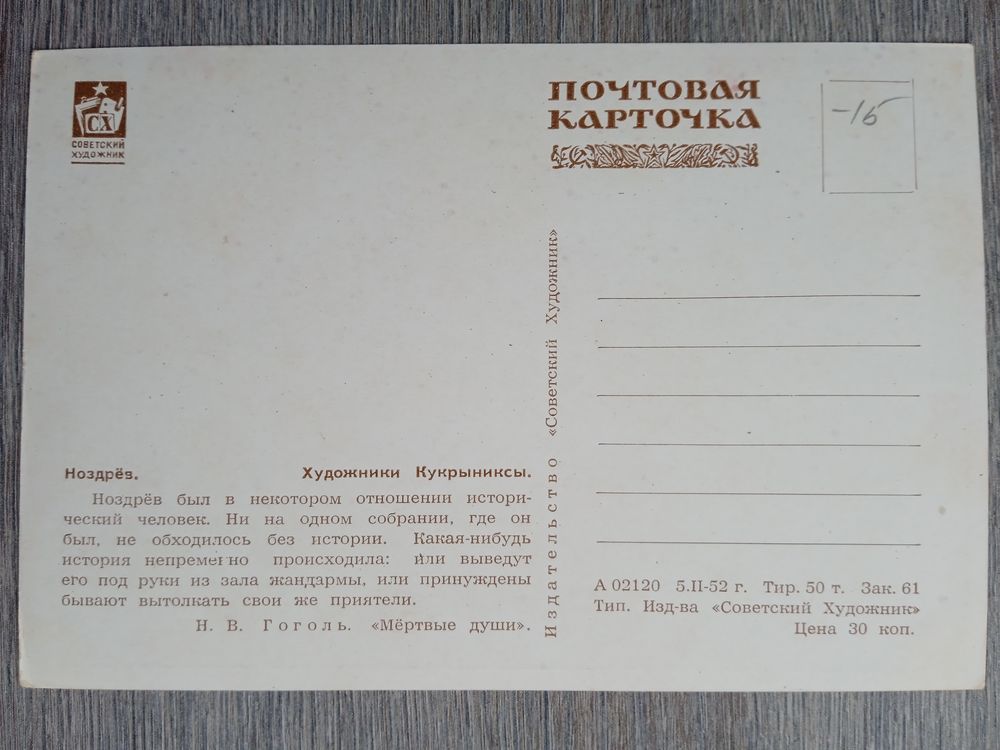 СХ
СОВЕТСКИЙ
ХУДОЖНИК
ПОЧТОВАЯ
КАРТОЧКА
-15
Ноздрёв. Художники Кукрыниксы.
Ноздрёв был в некотором отношении истори-
ческий человек. Ни на одном собрании, где он
был, не обходилось без истории. Какая-нибудь
история непременно происходила: или выведут
его под руки из зала жандармы, или принуждены
бывают вытолкать свои же приятели.
Н. В. Гоголь. «Мёртвые души».
Издательство «Советский Художник»
А 02120 5.II-52 г. Тир. 50 т. Зак. 61
Тип. Изд-ва «Советский Художник»
Цена 30 коп.